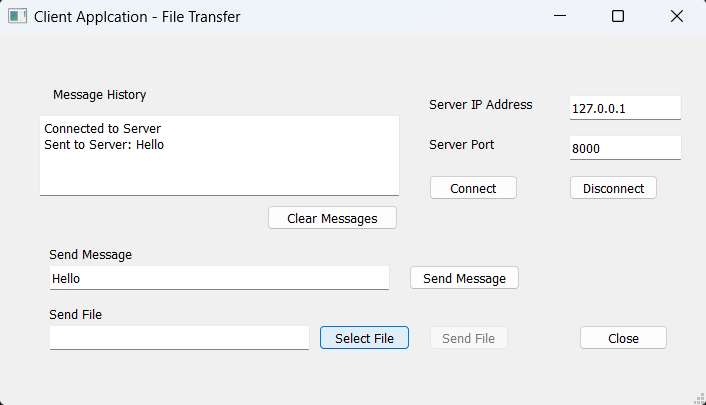 Client Applcation - File Transfer
Message History
Connected to Server
Sent to Server: Hello
Clear Messages
Server IP Address
127.0.0.1
Server Port
8000
Connect
Disconnect
Send Message
Hello
Send Message
Send File
Select File
Send File
Close